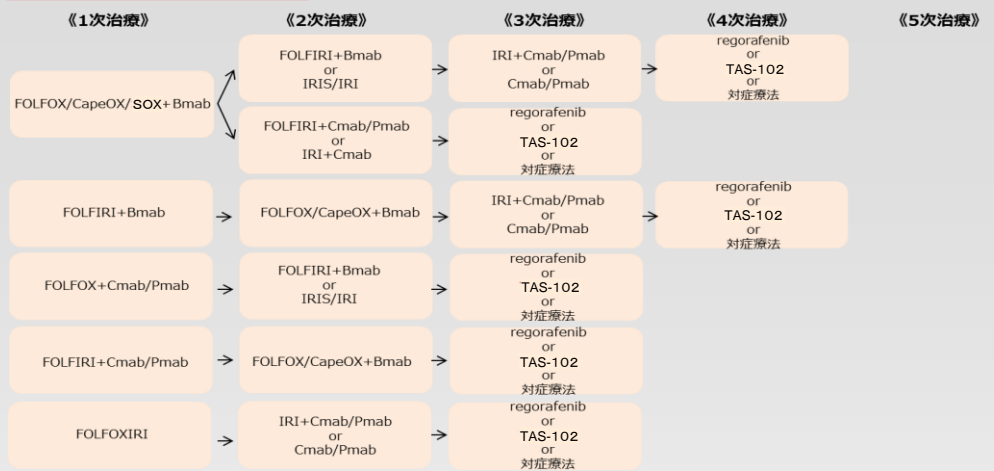 《1次治療》
《2次治療》
《3次治療》
《4次治療》
《5次治療》
FOLFOX/CapeOX/SOX+Bmab
FOLFIRI+Bmab
or
IRIS/IRI
IRI+Cmab/Pmab
or
Cmab/Pmab
regorafenib
or
TAS-102
or
対症療法
FOLFIRI+Cmab/Pmab
or
IRI+Cmab
regorafenib
or
TAS-102
or
対症療法
FOLFIRI+Bmab
FOLFOX/CapeOX+Bmab
IRI+Cmab/Pmab
or
Cmab/Pmab
regorafenib
or
TAS-102
or
対症療法
FOLFOX+Cmab/Pmab
FOLFIRI+Bmab
or
IRIS/IRI
regorafenib
or
TAS-102
or
対症療法
FOLFIRI+Cmab/Pmab
FOLFOX/CapeOX+Bmab
regorafenib
or
TAS-102
or
対症療法
FOLFOXIRI
IRI+Cmab/Pmab
or
Cmab/Pmab
regorafenib
or
TAS-102
or
対症療法